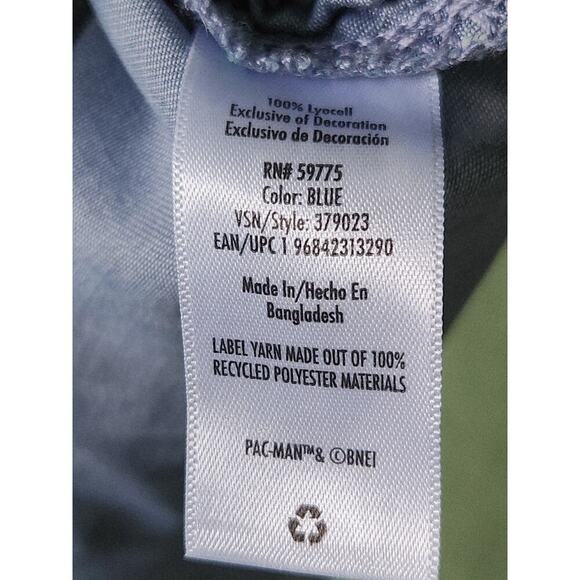 100% Lyocell
Exclusive of Decoration
Exclusivo de Decoración
RN# 59775
Color: BLUE
VSN/Style: 379023
EAN/UPC 1 96842313290
Made In/Hecho En
Bangladesh
LABEL YARN MADE OUT OF 100%
RECYCLED POLYESTER MATERIALS
PAC-MAN™& ©BNEI